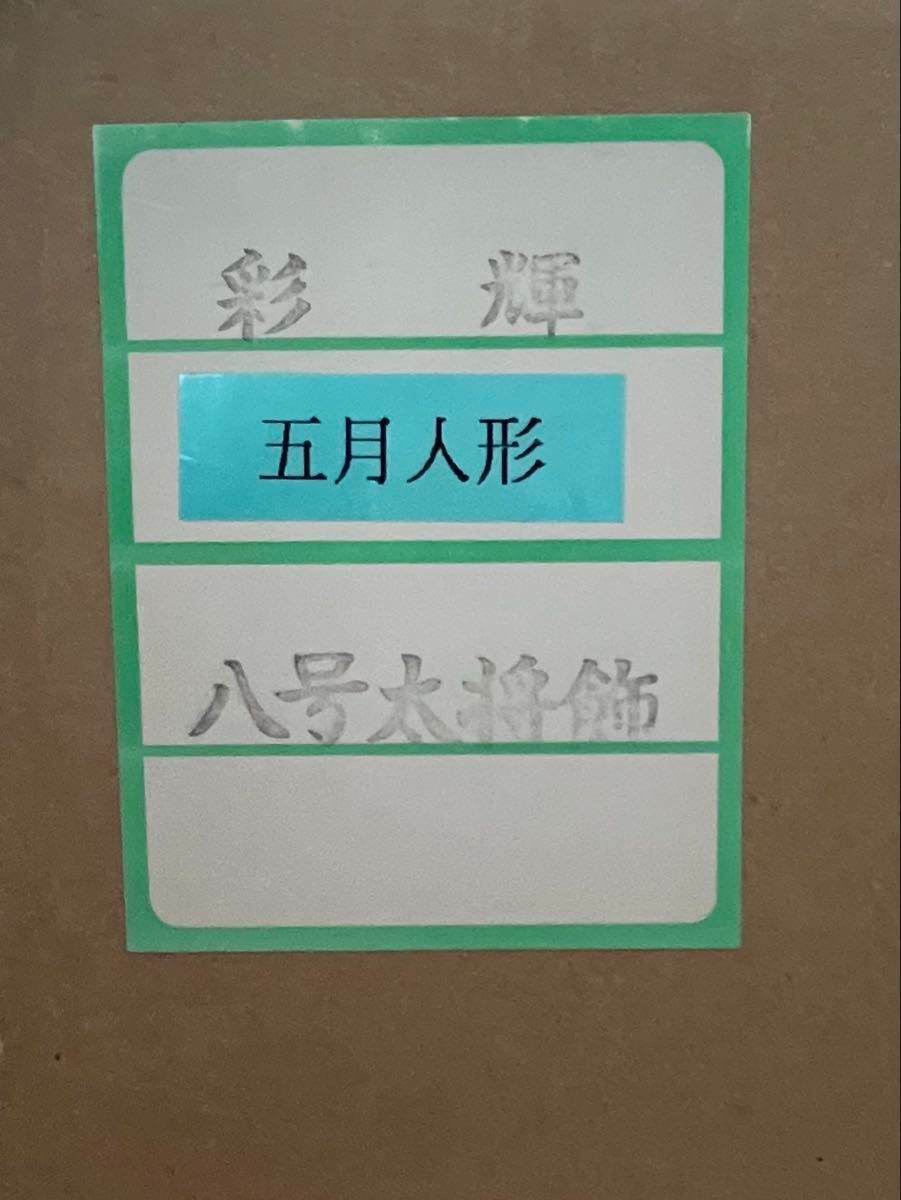 彩 輝
五月人形
八号大将飾